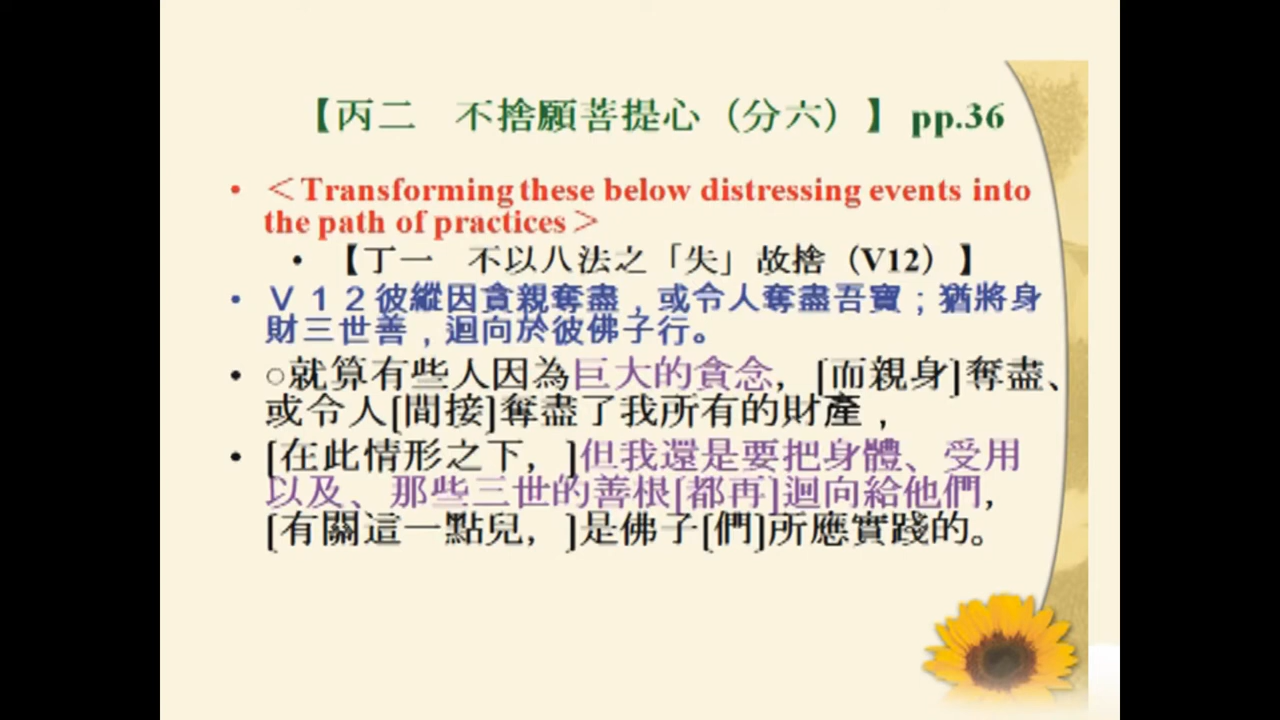 【丙二　不捨願菩提心（分六）】 pp.36
• ＜Transforming these below distressing events into
the path of practices＞
• 【丁一　不以八法之「失」故捨（V12）】
• Ｖ１２彼縱因貪親奪盡，或令人奪盡吾寶；猶將身
財三世善，迴向於彼佛子行。
• ○就算有些人因為巨大的貪念，[而親身]奪盡、
或令人[間接]奪盡了我所有的財產，
• [在此情形之下，]但我還是要把身體、受用
以及、那些三世的善根[都再]迴向給他們，
[有關這一點兒，]是佛子[們]所應實踐的。